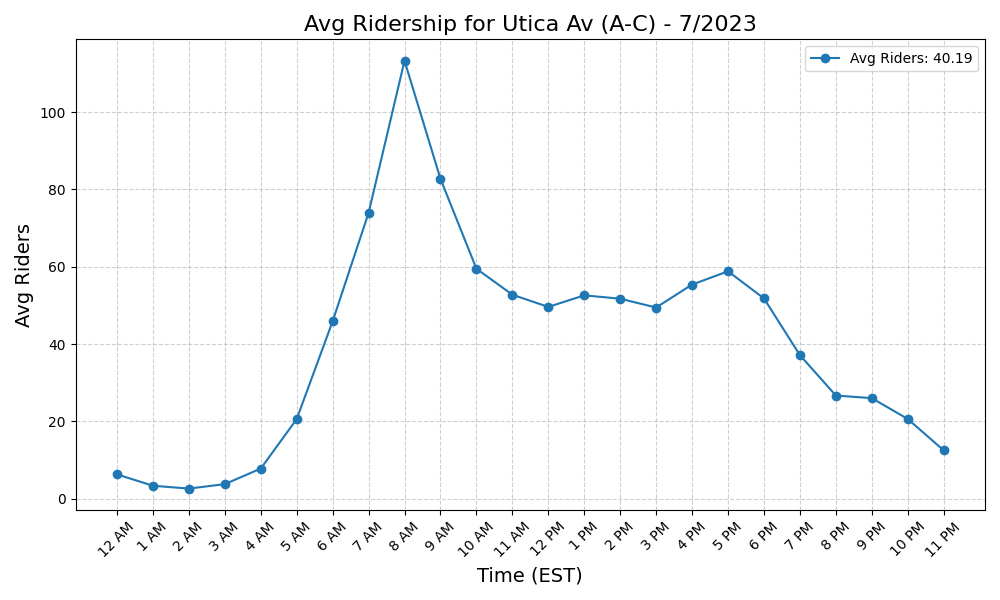 Avg Ridership for Utica Av (A-C) - 7/2023
Avg Riders: 40.19
Avg Riders
100
80
60
40
20
0
12 AM
1 AM
2 AM
3 AM
4 AM
5 AM
6 AM
7 AM
8 AM
9 AM
10 AM
11 AM
12 PM
1 PM
2 PM
3 PM
4 PM
5 PM
6 PM
7 PM
8 PM
9 PM
10 PM
11 PM
Time (EST)